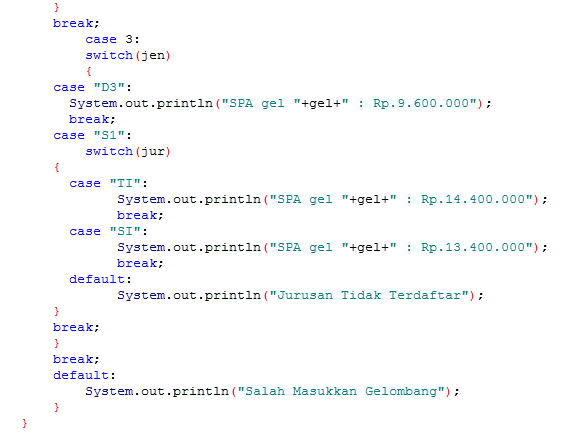 }
break;
case 3:
switch(jen)
{
case "D3":
System.out.println("SPA gel "+gel+" : Rp.9.600.000");
break;
case "S1":
switch(jur)
{
case "TI":
System.out.println("SPA gel "+gel+" : Rp.14.400.000");
break;
case "SI":
System.out.println("SPA gel "+gel+" : Rp.13.400.000");
break;
default:
System.out.println("Jurusan Tidak Terdaftar");
}
break;
}
break;
default:
System.out.println("Salah Masukkan Gelombang");
}
}